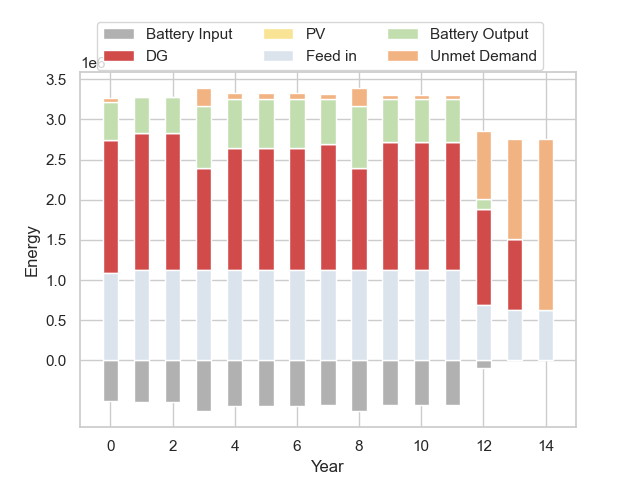 Battery Input PV Battery Output
DG Feed in Unmet Demand
1e6
3.5
3.0
2.5
2.0
1.5
1.0
0.5
0.0
Energy
0 2 4 6 8 10 12 14
Year